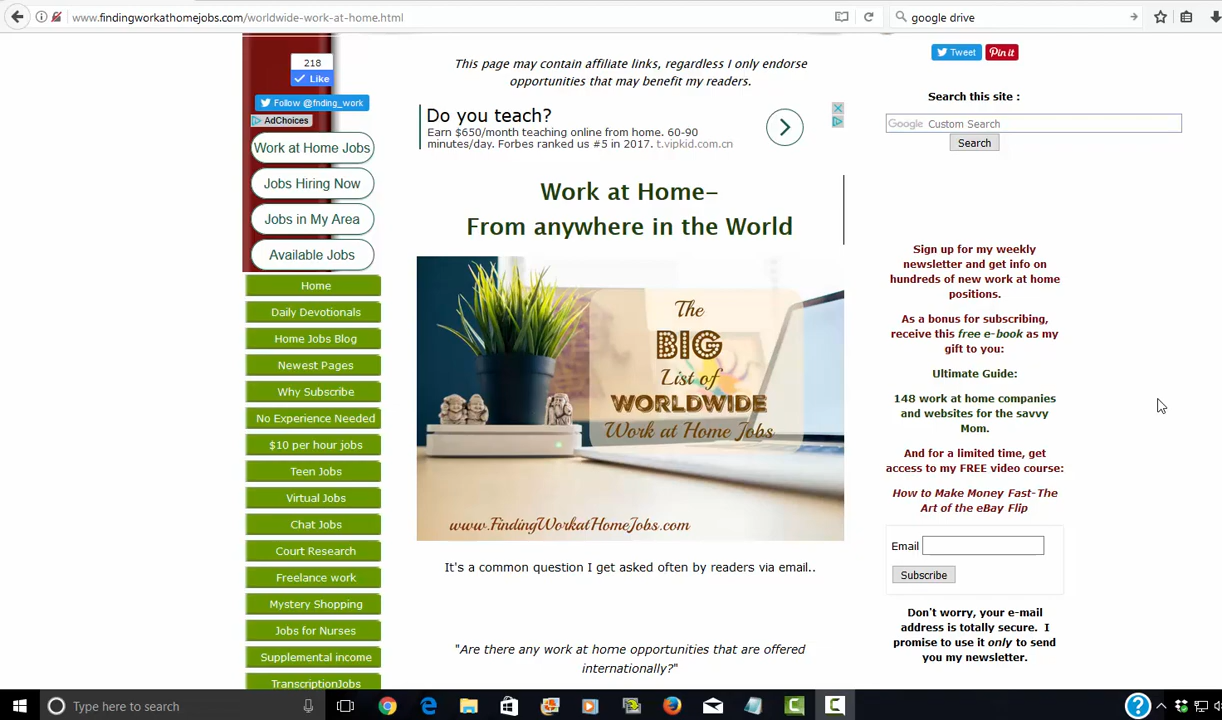 www.findingworkathomejobs.com/worldwide-work-at-home.html
google drive
218
Like
Follow @fnding_work
AdChoices
Work at Home Jobs
Jobs Hiring Now
Jobs in My Area
Available Jobs
Home
Daily Devotionals
Home Jobs Blog
Newest Pages
Why Subscribe
No Experience Needed
$10 per hour jobs
Teen Jobs
Virtual Jobs
Chat Jobs
Court Research
Freelance work
Mystery Shopping
Jobs for Nurses
Supplemental income
TranscriptionJobs
This page may contain affiliate links, regardless I only endorse
opportunities that may benefit my readers.
Do you teach?
Earn $650/month teaching online from home. 60-90
minutes/day. Forbes ranked us #5 in 2017. t.vipkid.com.cn
Work at Home–
From anywhere in the World
The
BIG
List of
WORLDWIDE
Work at Home Jobs
www.FindingWorkatHomeJobs.com
It's a common question I get asked often by readers via email..
"Are there any work at home opportunities that are offered
internationally?"
Tweet
Pin it
Search this site :
Google Custom Search
Search
Sign up for my weekly
newsletter and get info on
hundreds of new work at home
positions.
As a bonus for subscribing,
receive this free e-book as my
gift to you:
Ultimate Guide:
148 work at home companies
and websites for the savvy
Mom.
And for a limited time, get
access to my FREE video course:
How to Make Money Fast-The
Art of the eBay Flip
Email
Subscribe
Don't worry, your e-mail
address is totally secure. I
promise to use it only to send
you my newsletter.
Type here to search